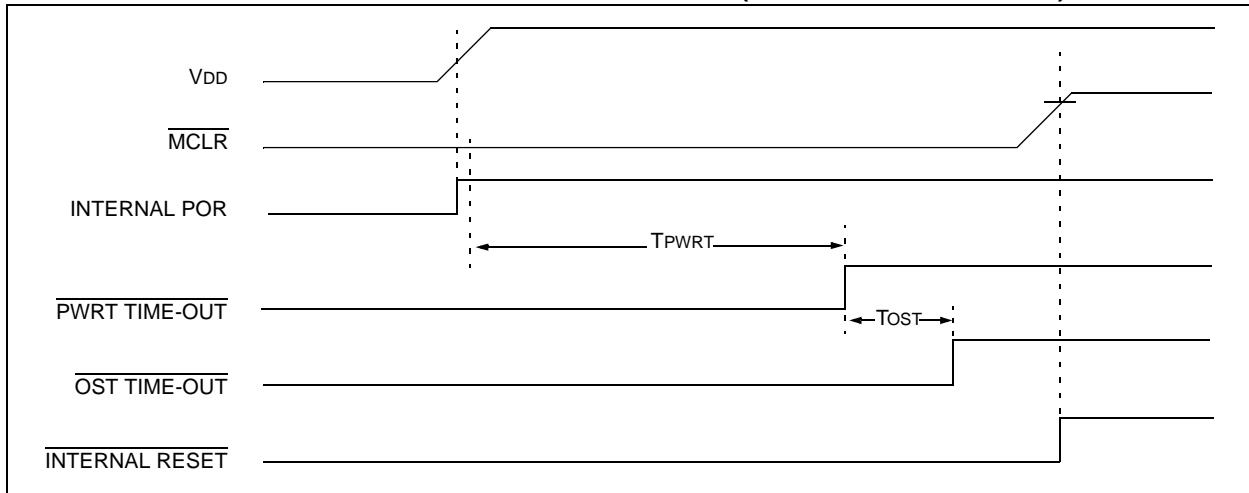 VDD
MCLR
INTERNAL POR
TPWRT
PWRT TIME-OUT
TOST
OST TIME-OUT
INTERNAL RESET